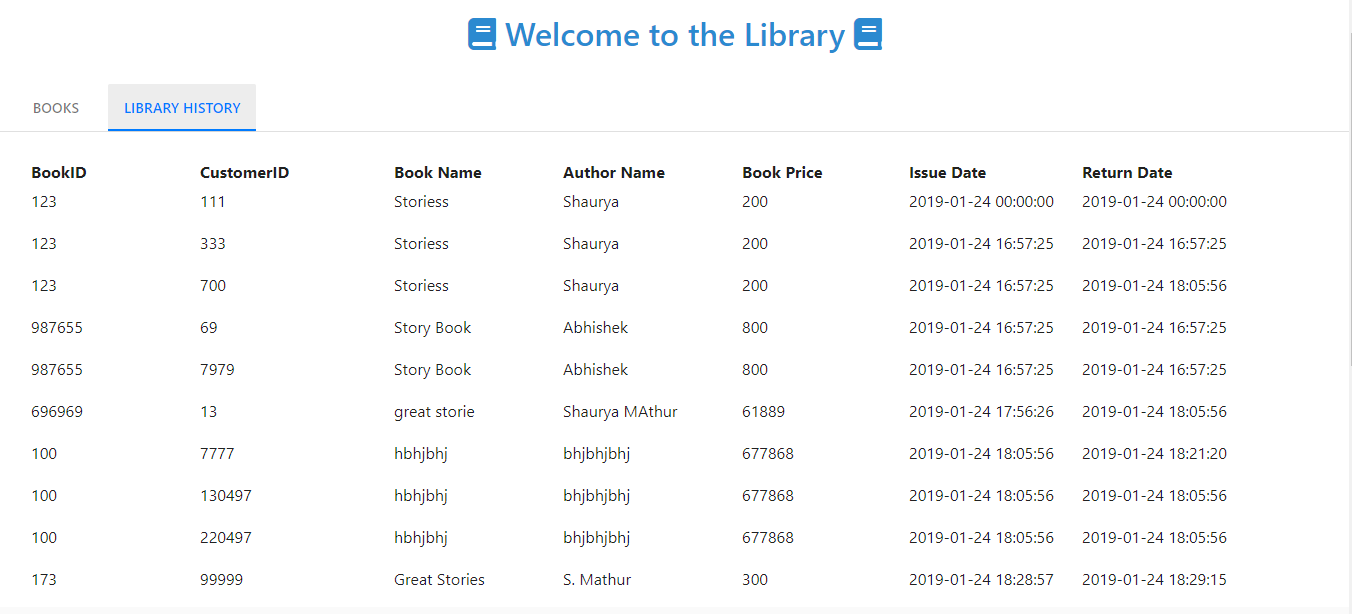 Welcome to the Library
BOOKS LIBRARY HISTORY
BookID CustomerID Book Name Author Name Book Price Issue Date Return Date
123 111 Storiess Shaurya 200 2019-01-24 00:00:00 2019-01-24 00:00:00
123 333 Storiess Shaurya 200 2019-01-24 16:57:25 2019-01-24 16:57:25
123 700 Storiess Shaurya 200 2019-01-24 16:57:25 2019-01-24 18:05:56
987655 69 Story Book Abhishek 800 2019-01-24 16:57:25 2019-01-24 16:57:25
987655 7979 Story Book Abhishek 800 2019-01-24 16:57:25 2019-01-24 16:57:25
696969 13 great storie Shaurya MAthur 61889 2019-01-24 17:56:26 2019-01-24 18:05:56
100 7777 hbhjbhj bhjbhjbhj 677868 2019-01-24 18:05:56 2019-01-24 18:21:20
100 130497 hbhjbhj bhjbhjbhj 677868 2019-01-24 18:05:56 2019-01-24 18:05:56
100 220497 hbhjbhj bhjbhjbhj 677868 2019-01-24 18:05:56 2019-01-24 18:05:56
173 99999 Great Stories S. Mathur 300 2019-01-24 18:28:57 2019-01-24 18:29:15